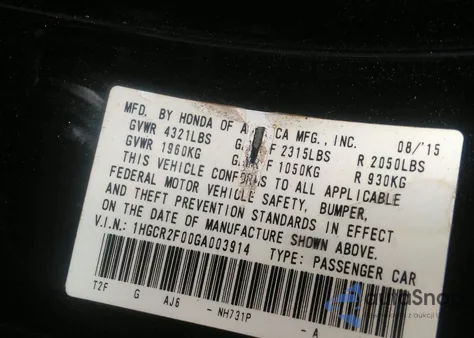 MFD. BY HONDA OF A CA MFG., INC. 08/'15
GVWR 4321LBS G F 2315LBS R 2050LBS
GVWR 1960KG G F 1050KG R 930KG
THIS VEHICLE CONFORMS TO ALL APPLICABLE
FEDERAL MOTOR VEHICLE SAFETY, BUMPER,
AND THEFT PREVENTION STANDARDS IN EFFECT
ON THE DATE OF MANUFACTURE SHOWN ABOVE.
V.I.N.: 1HGCR2F00GA003914 TYPE: PASSENGER CAR
T2F G AJ6 - NH731P - A
autoSnap